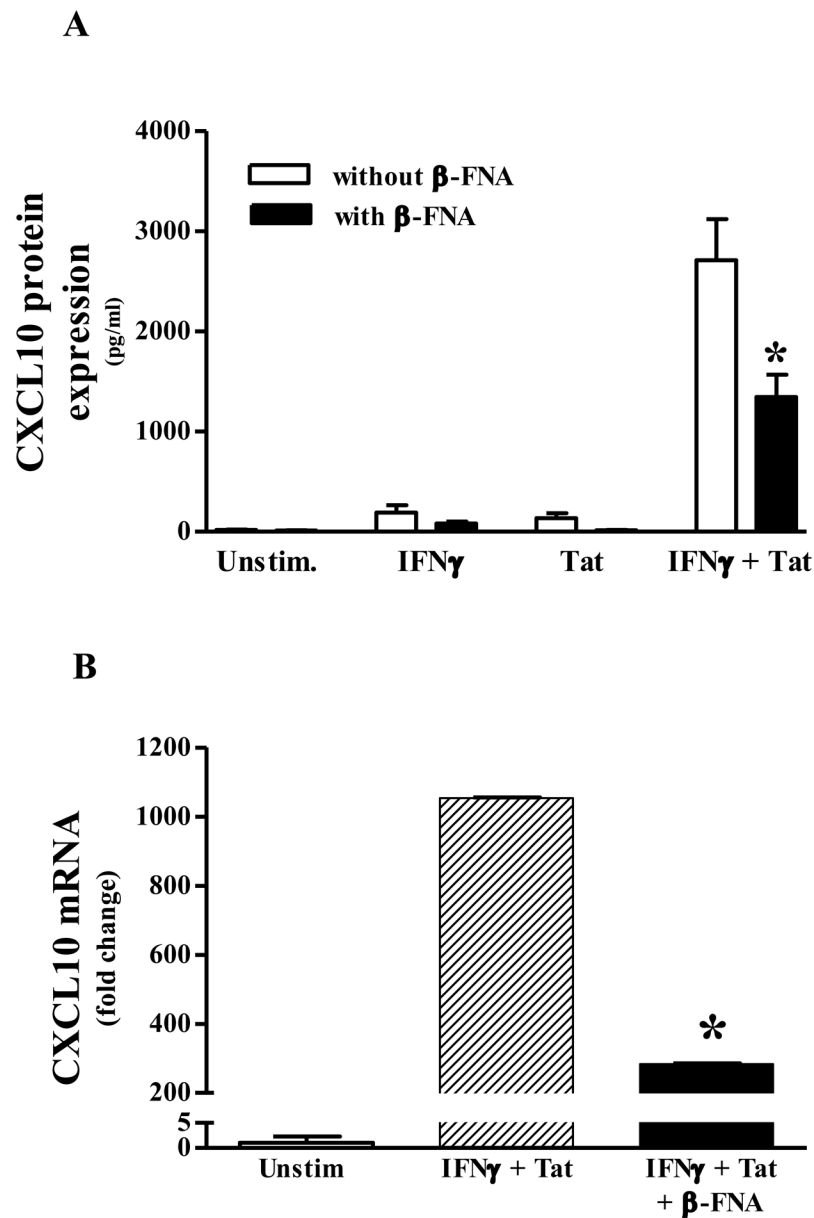 A
CXCL10 protein
expression
(pg/ml)
4000
3000
2000
1000
0
without β-FNA
with β-FNA
*
Unstim.
IFNγ
Tat
IFNγ + Tat
B
CXCL10 mRNA
(fold change)
1200
1000
800
600
400
200
5
0
*
Unstim
IFNγ + Tat
IFNγ + Tat
+ β-FNA